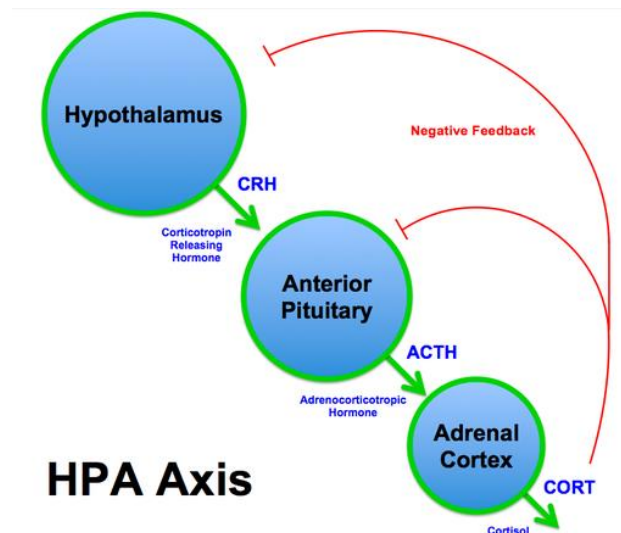 Hypothalamus
Negative Feedback
CRH
Corticotropin
Releasing
Hormone
Anterior
Pituitary
ACTH
Adrenocorticotropic
Hormone
Adrenal
Cortex
HPA Axis
CORT
Cortisol